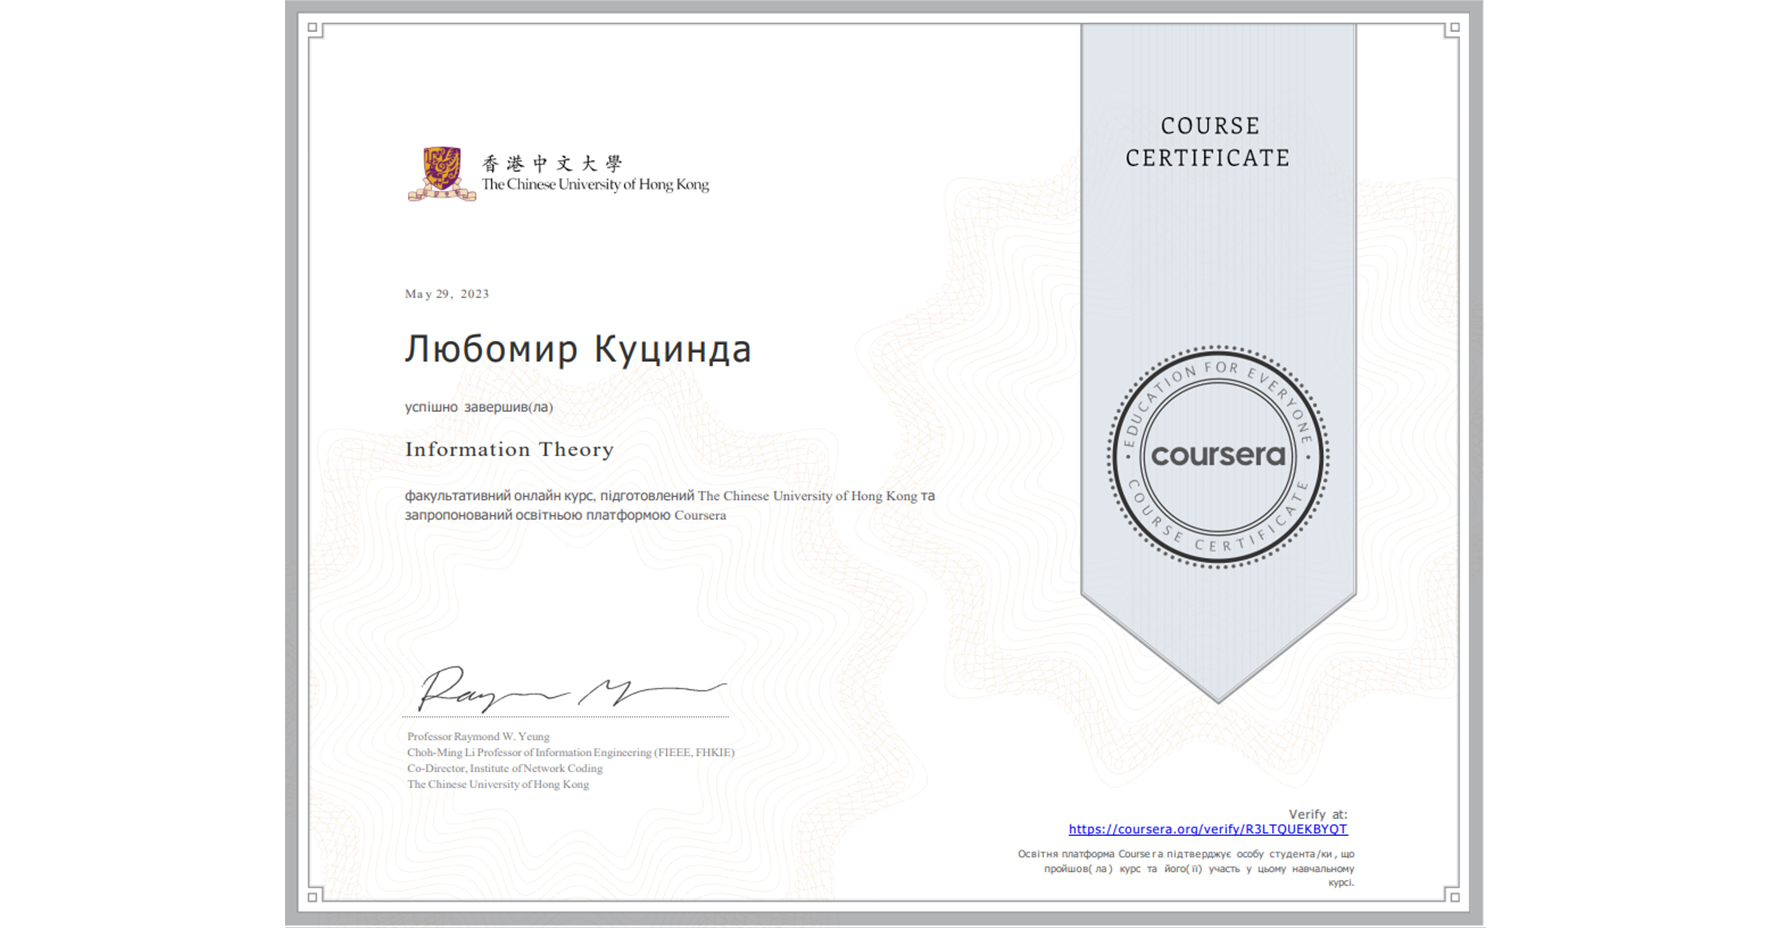 香港中文大學
The Chinese University of Hong Kong
COURSE
CERTIFICATE
May 29, 2023
Любомир Куцинда
успішно завершив(ла)
Information Theory
факультативний онлайн курс, підготовлений The Chinese University of Hong Kong та
запропонований освітньою платформою Coursera
EDUCATION FOR EVERYONE
coursera
COURSE CERTIFICATE
Professor Raymond W. Yeung
Choh-Ming Li Professor of Information Engineering (FIEEE, FHKIE)
Co-Director, Institute of Network Coding
The Chinese University of Hong Kong
Verify at:
https://coursera.org/verify/R3LTQUEKBYQT
Освітня платформа Coursera підтверджує особу студента/ки, що
пройшов(ла) курс та його(її) участь у цьому навчальному
курсі.